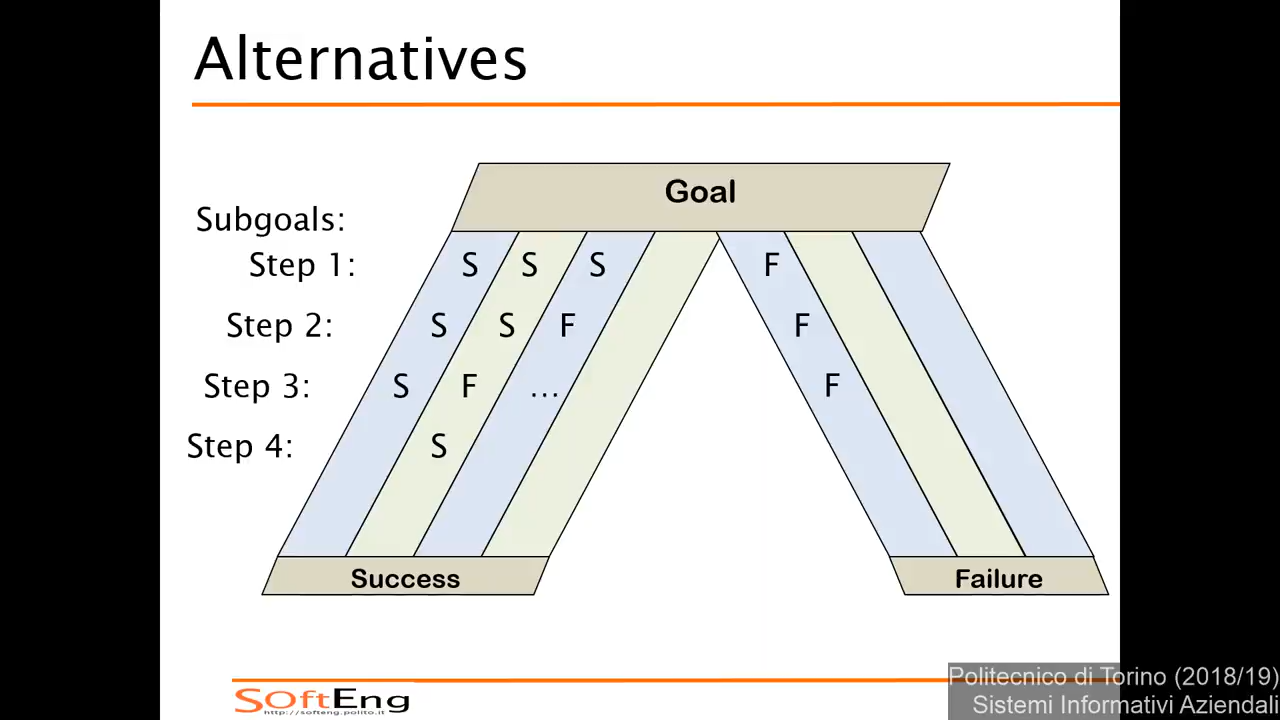 Alternatives
Goal
Subgoals:
Step 1: S S S F
Step 2: S S F F
Step 3: S F ... F
Step 4: S
Success
Failure
SoftEng
http://softeng.polito.it
Politecnico di Torino (2018/19)
Sistemi Informativi Aziendali